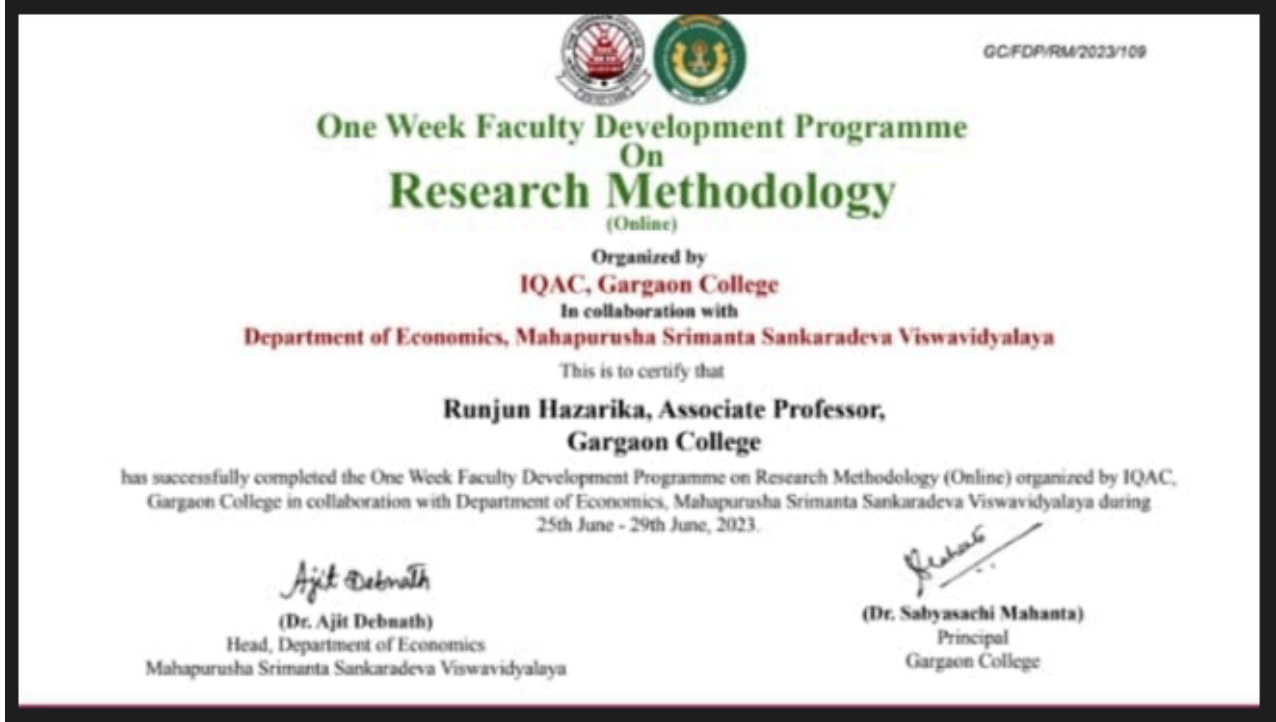 GC/FDP/RM/2023/109
One Week Faculty Development Programme
On
Research Methodology
(Online)
Organized by
IQAC, Gargaon College
In collaboration with
Department of Economics, Mahapurusha Srimanta Sankaradeva Viswavidyalaya
This is to certify that
Runjun Hazarika, Associate Professor,
Gargaon College
has successfully completed the One Week Faculty Development Programme on Research Methodology (Online) organized by IQAC,
Gargaon College in collaboration with Department of Economics, Mahapurusha Srimanta Sankaradeva Viswavidyalaya during
25th June - 29th June, 2023.
Ajit Debnath
(Dr. Ajit Debnath)
Head, Department of Economics
Mahapurusha Srimanta Sankaradeva Viswavidyalaya
(Dr. Sabyasachi Mahanta)
Principal
Gargaon College